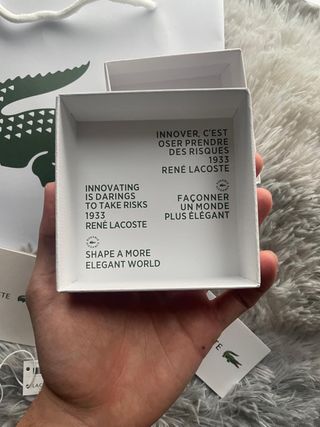 INNOVER, C'EST
OSER PRENDRE
DES RISQUES
1933
RENÉ LACOSTE
FAÇONNER
UN MONDE
PLUS ÉLÉGANT
INNOVATING
IS DARINGS
TO TAKE RISKS
1933
RENÉ LACOSTE
SHAPE A MORE
ELEGANT WORLD